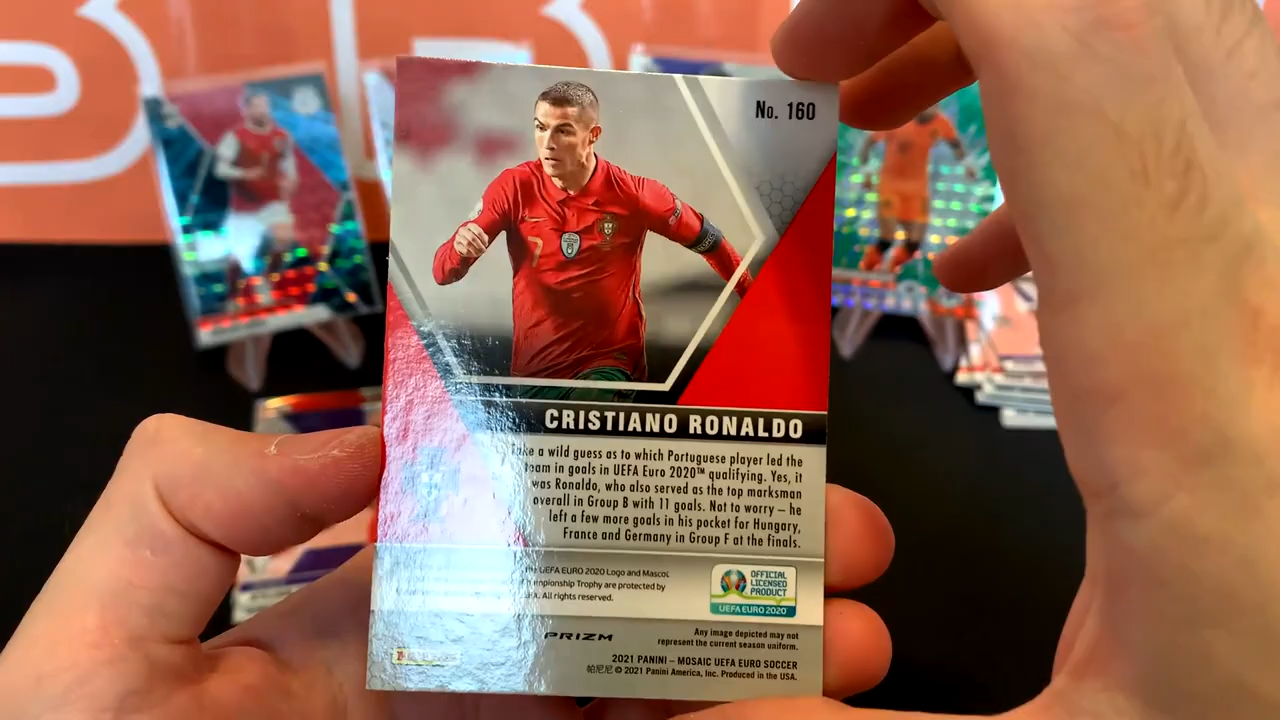 No. 160
CRISTIANO RONALDO
a wild guess as to which Portuguese player led the
in goals in UEFA Euro 2020™ qualifying. Yes, it
was Ronaldo, who also served as the top marksman
overall in Group B with 11 goals. Not to worry – he
left a few more goals in his pocket for Hungary,
France and Germany in Group F at the finals.
UEFA EURO 2020 Logo and Mascot
Trophy are protected by
All rights reserved.
OFFICIAL
LICENSED
PRODUCT
UEFA EURO 2020
PRIZM
Any image depicted may not
represent the current season uniform.
2021 PANINI – MOSAIC UEFA EURO SOCCER
帕尼尼 © 2021 Panini America, Inc. Produced in the USA.